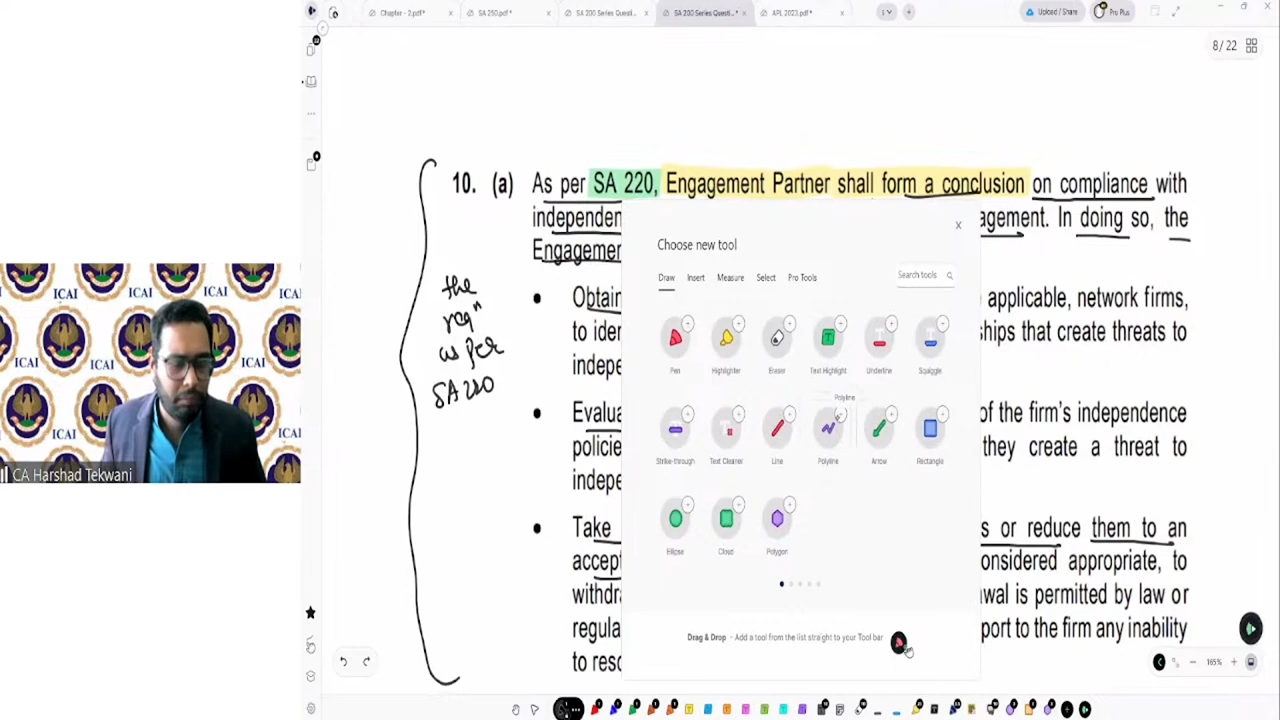 Chapter - 2.pdf*
SA 250.pdf*
SA 200 Series Questi...
SA 200 Series Questi...*
APL 2023.pdf*
Upload / Share
Pro Plus
8 / 22
10. (a) As per SA 220, Engagement Partner shall form a conclusion on compliance with
independen agement. In doing so, the
Engagemen
Obtain applicable, network firms,
to iden ships that create threats to
indepe
Evalua of the firm's independence
policie they create a threat to
indepe
Take s or reduce them to an
accept onsidered appropriate, to
withdr wal is permitted by law or
regula port to the firm any inability
to reso
the
reqⁿ
as per
SA 220
Choose new tool
Draw Insert Measure Select Pro Tools Search tools
Pen Highlighter Eraser Text Highlight Underline Squiggle
Polyline
Strike-through Text Cleaner Line Polyline Arrow Rectangle
Ellipse Cloud Polygon
Drag & Drop - Add a tool from the list straight to your Tool bar
ICAI
CA Harshad Tekwani
165%